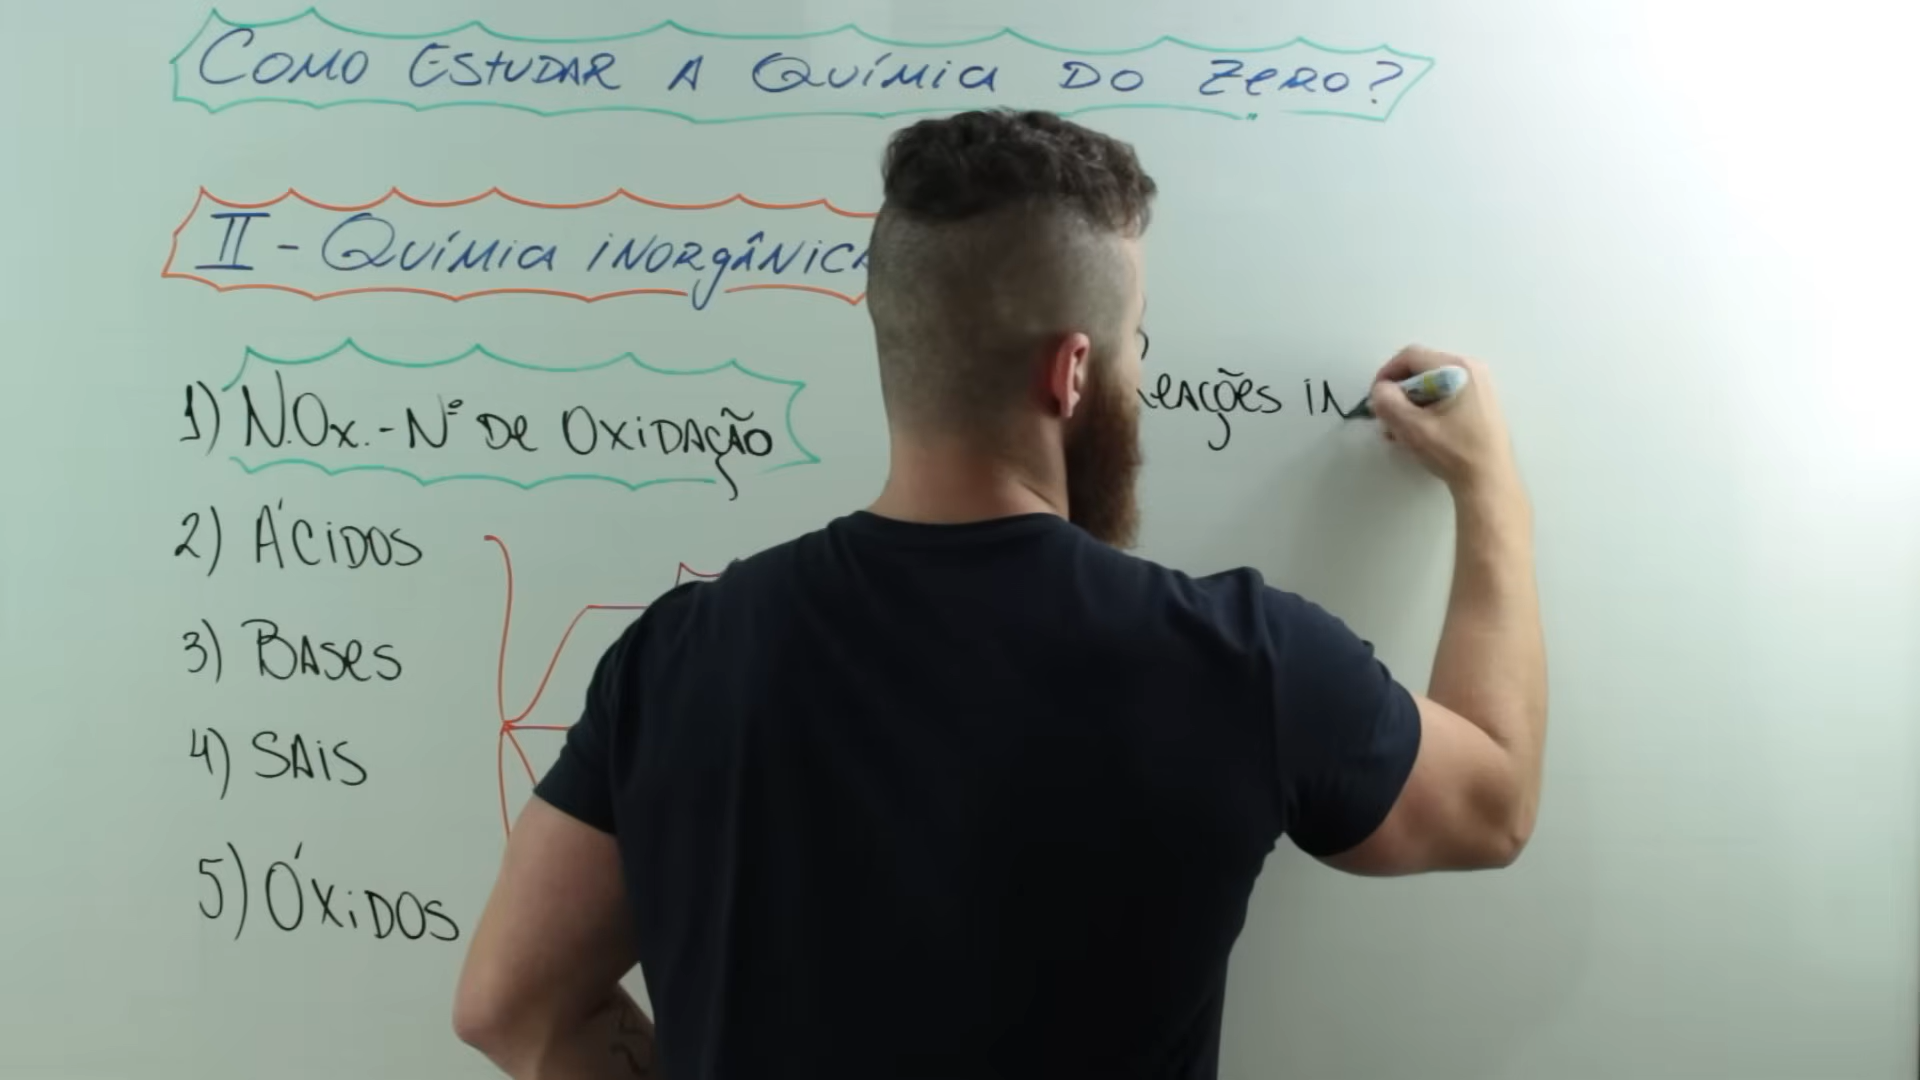 COMO ESTUDAR A QUÍMICA DO ZERO?
II - QUÍMICA INORGÂNIC
1) N.OX. - Nº DE OXIDAÇÃO
2) ÁCIDOS
3) BASES
4) SAIS
5) ÓXIDOS
REAÇÕES IN